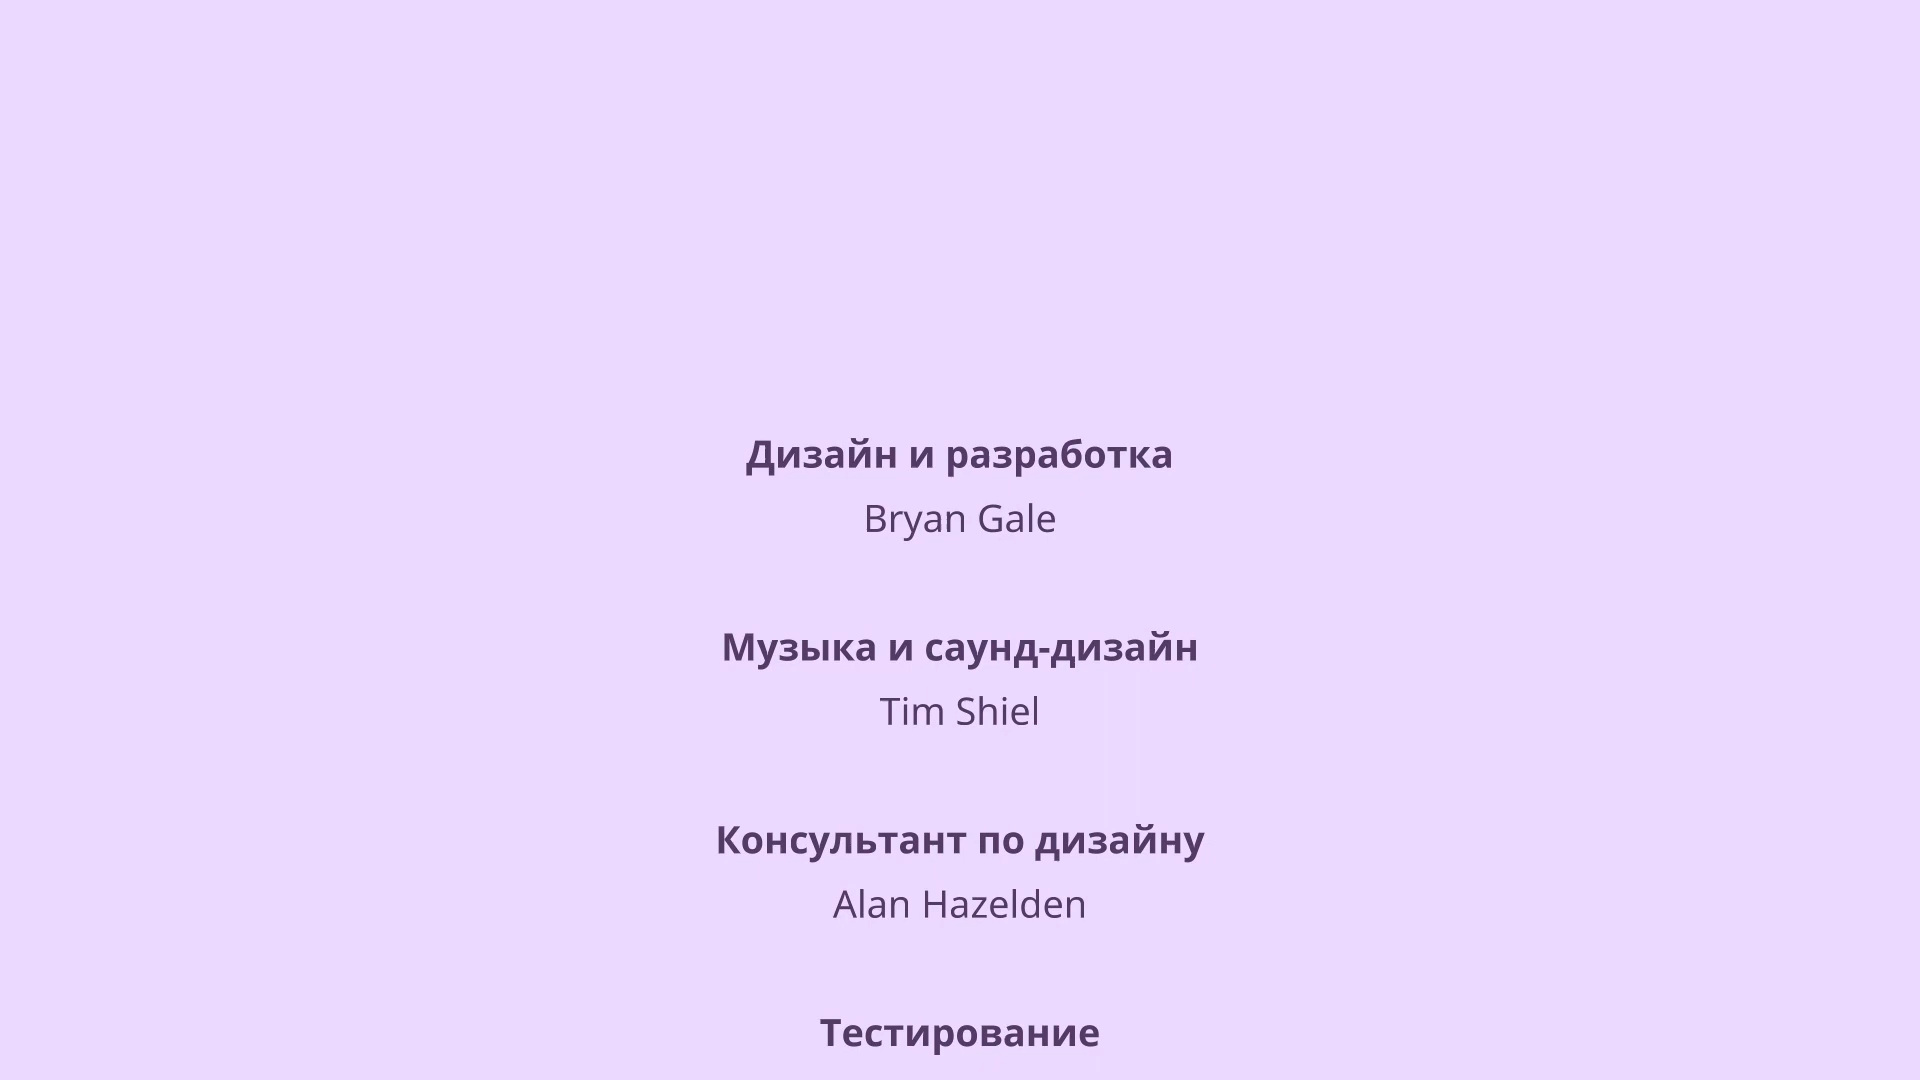 Дизайн и разработка
Bryan Gale
Музыка и саунд-дизайн
Tim Shiel
Консультант по дизайну
Alan Hazelden
Тестирование